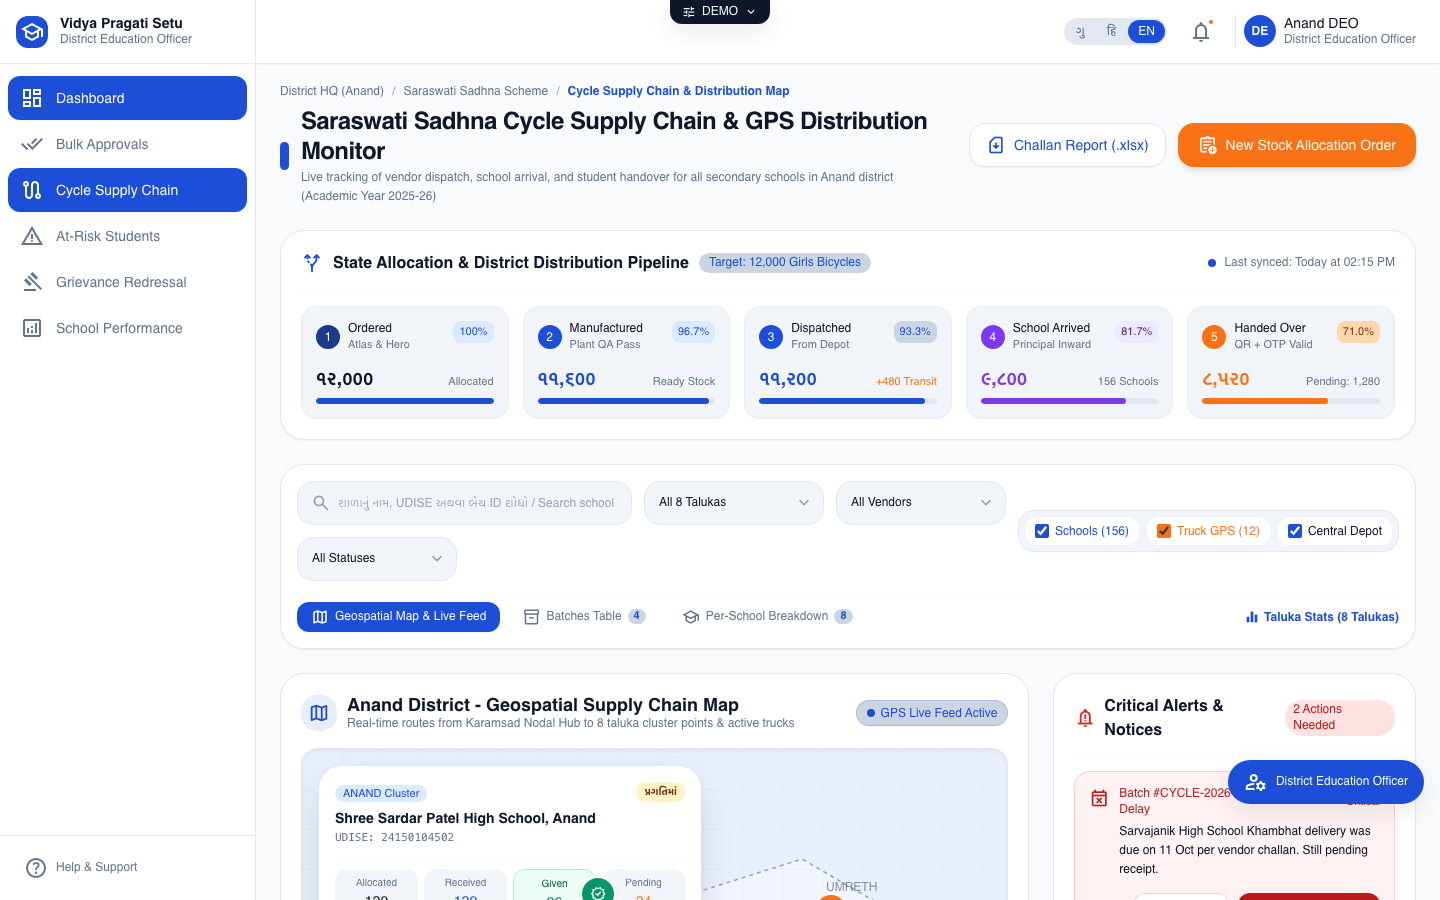 Vidya Pragati Setu
District Education Officer
DEMO
ગુ
हि
EN
DE
Anand DEO
District Education Officer
Dashboard
Bulk Approvals
Cycle Supply Chain
At-Risk Students
Grievance Redressal
School Performance
Help & Support
District HQ (Anand) / Saraswati Sadhna Scheme / Cycle Supply Chain & Distribution Map
Saraswati Sadhna Cycle Supply Chain & GPS Distribution
Monitor
Live tracking of vendor dispatch, school arrival, and student handover for all secondary schools in Anand district
(Academic Year 2025-26)
Challan Report (.xlsx)
New Stock Allocation Order
State Allocation & District Distribution Pipeline
Target: 12,000 Girls Bicycles
Last synced: Today at 02:15 PM
1
Ordered
Atlas & Hero
100%
૧૨,000
Allocated
2
Manufactured
Plant QA Pass
96.7%
૧૧,૬00
Ready Stock
3
Dispatched
From Depot
93.3%
૧૧,૨00
+480 Transit
4
School Arrived
Principal Inward
81.7%
૯,૮00
156 Schools
5
Handed Over
QR + OTP Valid
71.0%
૮,૫૨0
Pending: 1,280
શાળાનું નામ, UDISE અથવા બેચ ID શોધો / Search school
All 8 Talukas
All Vendors
All Statuses
Schools (156)
Truck GPS (12)
Central Depot
Geospatial Map & Live Feed
Batches Table 4
Per-School Breakdown 8
Taluka Stats (8 Talukas)
Anand District - Geospatial Supply Chain Map
Real-time routes from Karamsad Nodal Hub to 8 taluka cluster points & active trucks
GPS Live Feed Active
ANAND Cluster
પ્રગતિમાં
Shree Sardar Patel High School, Anand
UDISE: 24150104502
Allocated
Received
Given
Pending
UMRETH
Critical Alerts &
Notices
2 Actions
Needed
District Education Officer
Batch #CYCLE-2026
Delay
Sarvajanik High School Khambhat delivery was
due on 11 Oct per vendor challan. Still pending
receipt.